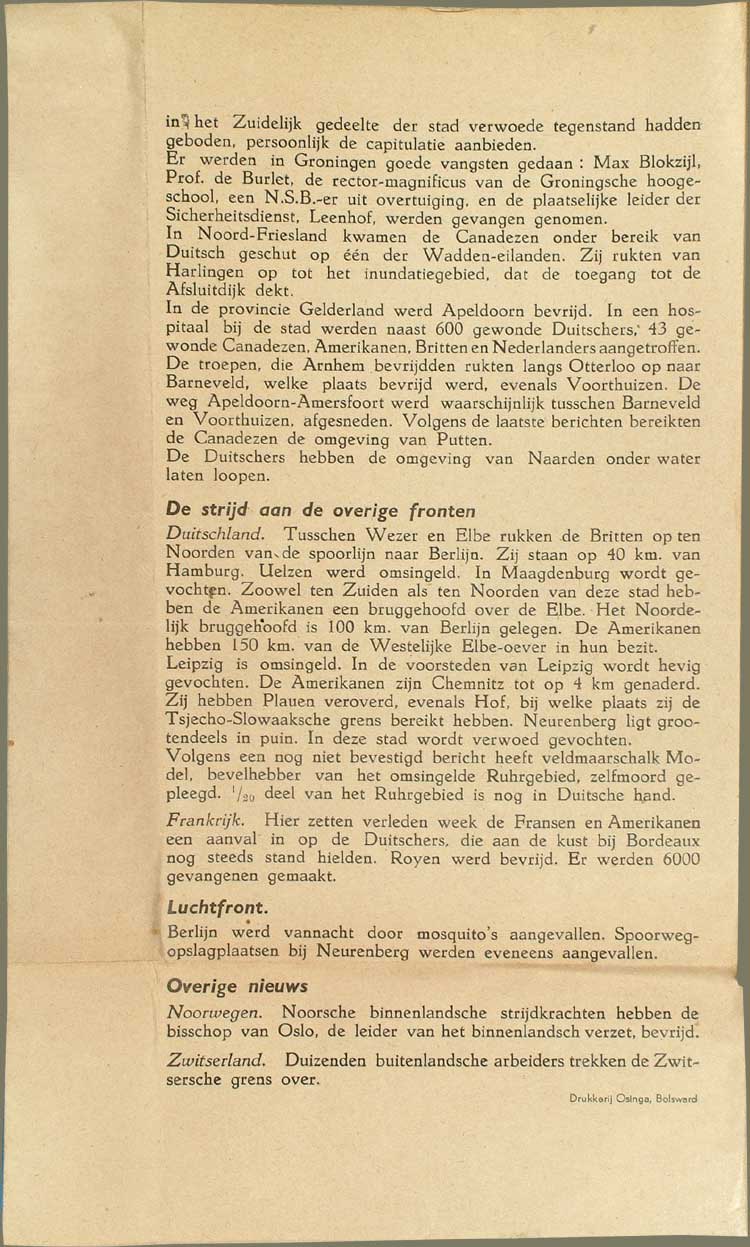 in het Zuidelijk gedeelte der stad verwoede tegenstand hadden
geboden, persoonlijk de capitulatie aanbieden.
Er werden in Groningen goede vangsten gedaan : Max Blokzijl,
Prof. de Burlet, de rector-magnificus van de Groningsche hooge-
school, een N.S.B.-er uit overtuiging, en de plaatselijke leider der
Sicherheitsdienst, Leenhof, werden gevangen genomen.
In Noord-Friesland kwamen de Canadezen onder bereik van
Duitsch geschut op één der Wadden-eilanden. Zij rukten van
Harlingen op tot het inundatiegebied, dat de toegang tot de
Afsluitdijk dekt.
In de provincie Gelderland werd Apeldoorn bevrijd. In een hos-
pitaal bij de stad werden naast 600 gewonde Duitschers, 43 ge-
wonde Canadezen, Amerikanen, Britten en Nederlanders aangetroffen.
De troepen, die Arnhem bevrijdden rukten langs Otterloo op naar
Barneveld, welke plaats bevrijd werd, evenals Voorthuizen. De
weg Apeldoorn-Amersfoort werd waarschijnlijk tusschen Barneveld
en Voorthuizen, afgesneden. Volgens de laatste berichten bereikten
de Canadezen de omgeving van Putten.
De Duitschers hebben de omgeving van Naarden onder water
laten loopen.
De strijd aan de overige fronten
Duitschland. Tusschen Wezer en Elbe rukken de Britten op ten
Noorden van de spoorlijn naar Berlijn. Zij staan op 40 km. van
Hamburg. Uelzen werd omsingeld. In Maagdenburg wordt ge-
vochten. Zoowel ten Zuiden als ten Noorden van deze stad heb-
ben de Amerikanen een bruggehoofd over de Elbe. Het Noorde-
lijk bruggehoofd is 100 km. van Berlijn gelegen. De Amerikanen
hebben 150 km. van de Westelijke Elbe-oever in hun bezit.
Leipzig is omsingeld. In de voorsteden van Leipzig wordt hevig
gevochten. De Amerikanen zijn Chemnitz tot op 4 km genaderd.
Zij hebben Plauen veroverd, evenals Hof, bij welke plaats zij de
Tsjecho-Slowaaksche grens bereikt hebben. Neurenberg ligt groo-
tendeels in puin. In deze stad wordt verwoed gevochten.
Volgens een nog niet bevestigd bericht heeft veldmaarschalk Mo-
del, bevelhebber van het omsingelde Ruhrgebied, zelfmoord ge-
pleegd. 1/20 deel van het Ruhrgebied is nog in Duitsche hand.
Frankrijk. Hier zetten verleden week de Fransen en Amerikanen
een aanval in op de Duitschers, die aan de kust bij Bordeaux
nog steeds stand hielden. Royen werd bevrijd. Er werden 6000
gevangenen gemaakt.
Luchtfront.
Berlijn werd vannacht door mosquito's aangevallen. Spoorweg-
opslagplaatsen bij Neurenberg werden eveneens aangevallen.
Overige nieuws
Noorwegen. Noorsche binnenlandsche strijdkrachten hebben de
bisschop van Oslo, de leider van het binnenlandsch verzet, bevrijd.
Zwitserland. Duizenden buitenlandsche arbeiders trekken de Zwit-
sersche grens over.
Drukkerij Osinga, Bolsward